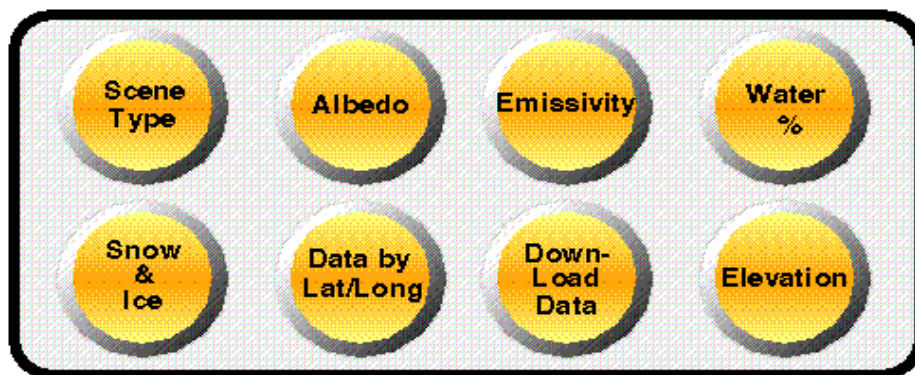 Scene
Type
Albedo
Emissivity
Water
%
Snow
&
Ice
Data by
Lat/Long
Down-
Load
Data
Elevation